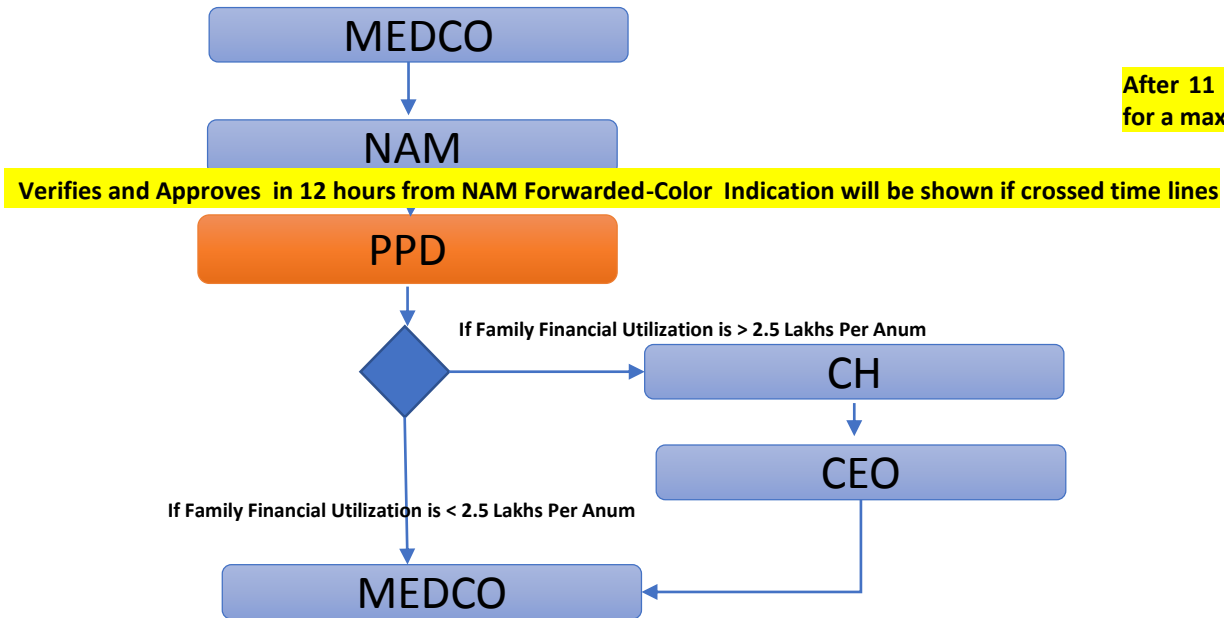 MEDCO
After 11
for a max
NAM
Verifies and Approves in 12 hours from NAM Forwarded-Color Indication will be shown if crossed time lines
PPD
If Family Financial Utilization is > 2.5 Lakhs Per Anum
CH
CEO
If Family Financial Utilization is < 2.5 Lakhs Per Anum
MEDCO